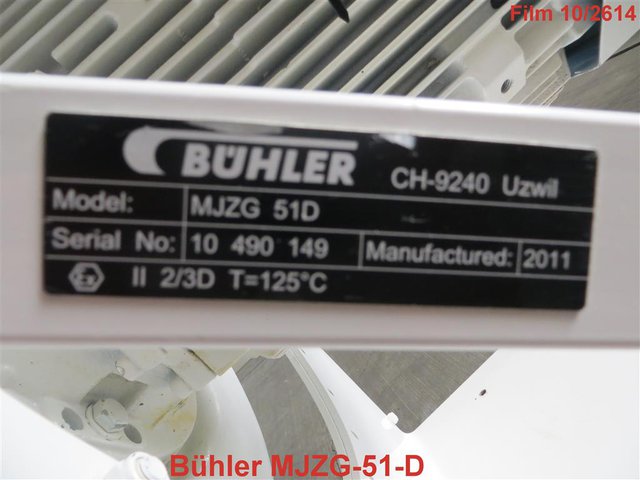 Film 10/2614
BÜHLER CH-9240 Uzwil
Model: MJZG 51D
Serial No: 10 490 149 Manufactured: 2011
Ex II 2/3D T=125°C
Bühler MJZG-51-D